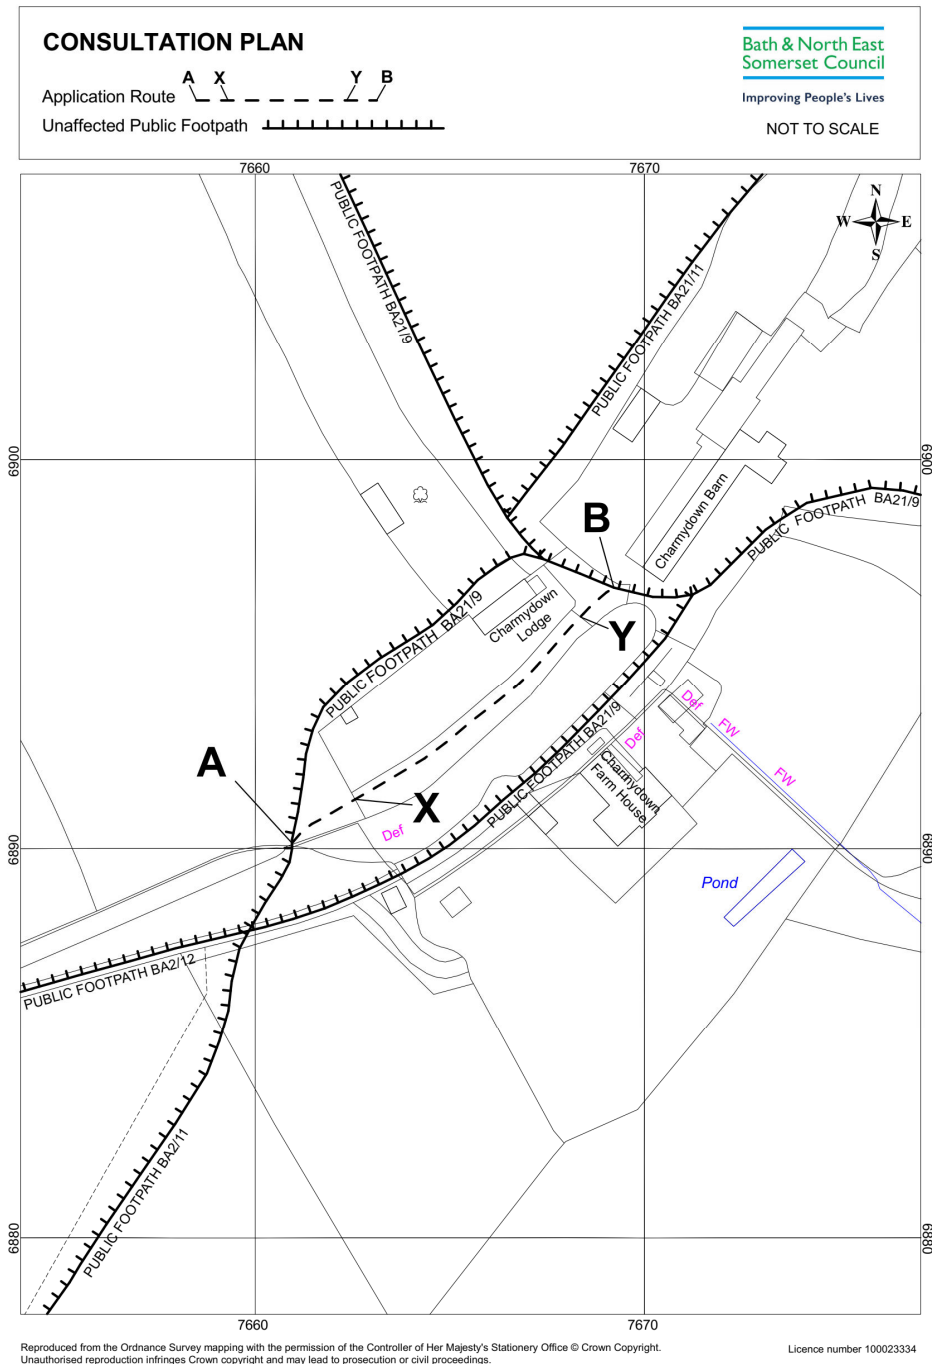 CONSULTATION PLAN
A X Y B
Application Route
Unaffected Public Footpath
Bath & North East
Somerset Council
Improving People's Lives
NOT TO SCALE
7660
7670
N
W E
S
PUBLIC FOOTPATH BA21/9
PUBLIC FOOTPATH BA21/11
6900
6900
B
Charmydown Barn
PUBLIC FOOTPATH BA21/9
PUBLIC FOOTPATH BA21/9
Charmydown
Lodge
Y
Def
FW
FW
Def
PUBLIC FOOTPATH BA21/9
Charmydown
Farm House
A
X
Def
6890
6890
Pond
PUBLIC FOOTPATH BA2/12
PUBLIC FOOTPATH BA2/11
6880
6880
7660
7670
Reproduced from the Ordnance Survey mapping with the permission of the Controller of Her Majesty's Stationery Office © Crown Copyright.
Unauthorised reproduction infringes Crown copyright and may lead to prosecution or civil proceedings.
Licence number 100023334